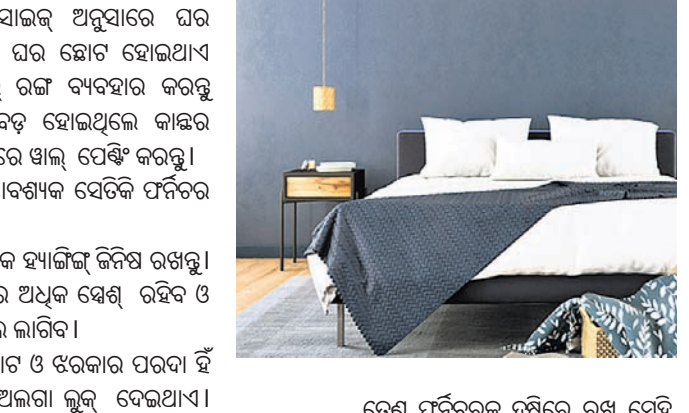 ସାଇଜ୍ ଅନୁସାରେ ଘର
ଘର ଛୋଟ ହୋଇଥାଏ
ରଙ୍ଗ ବ୍ୟବହାର କରନ୍ତୁ
ବଡ଼ ହୋଇଥିଲେ କାନ୍ଥର
ରେ ୱାଲ୍ ପେଣ୍ଟିଂ କରନ୍ତୁ।
ାବଶ୍ୟକ ସେତିକି ଫର୍ନିଚର
କ ହ୍ୟାଙ୍ଗିଙ୍ଗ୍ ଜିନିଷ ରଖନ୍ତୁ।
ର ଅଧିକ ସ୍ପେଶ୍ ରହିବ ଓ
ଲାଗିବ।
ାଟ ଓ ଝରକାର ପରଦା ହିଁ
ଅଲଗା ଲୁକ୍ ଦେଇଥାଏ।